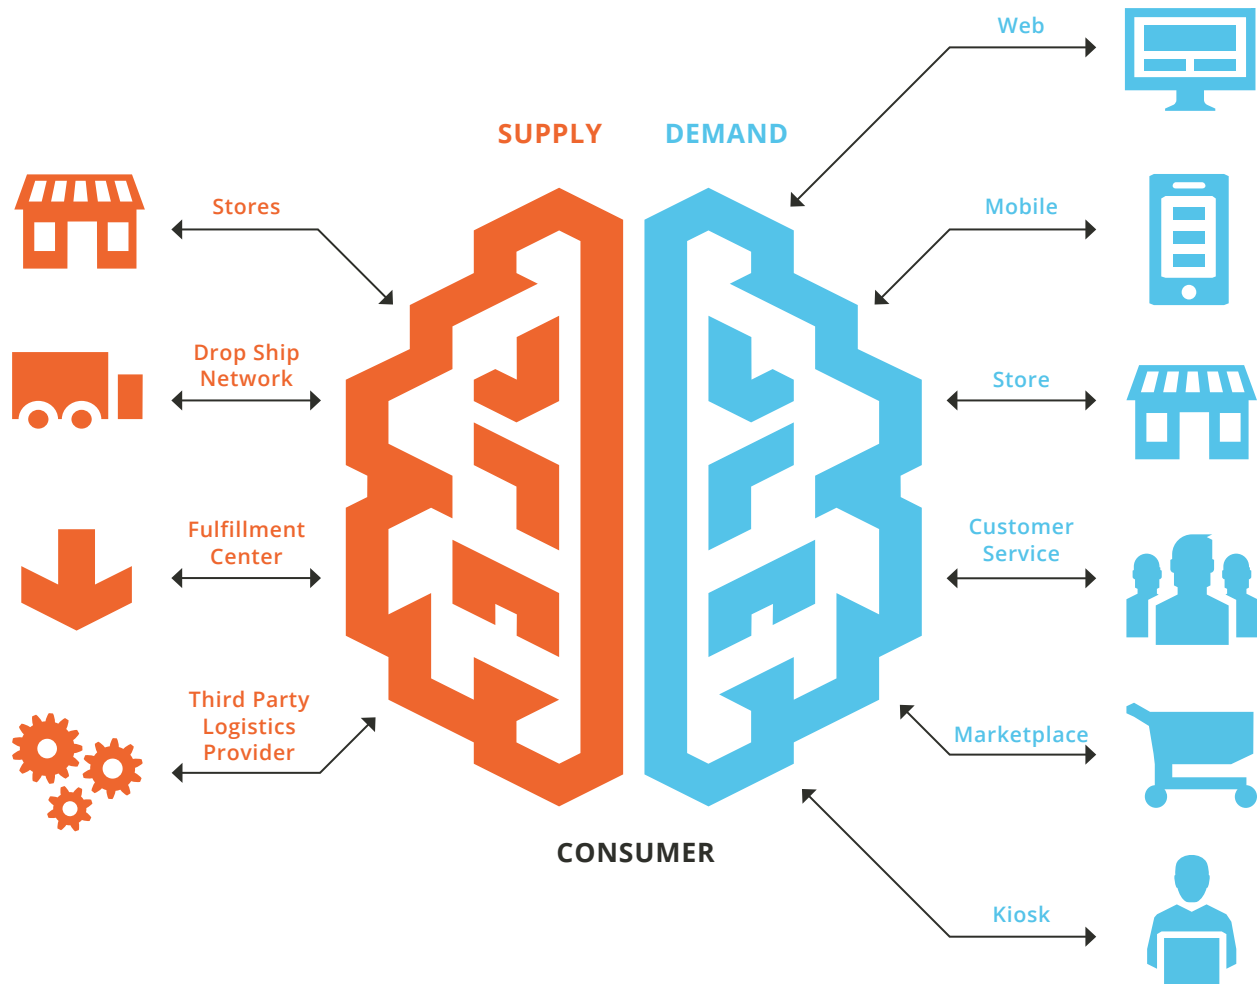 Web
SUPPLY
DEMAND
Stores
Mobile
Drop Ship
Network
Store
Fulfillment
Center
Customer
Service
Third Party
Logistics
Provider
Marketplace
CONSUMER
Kiosk